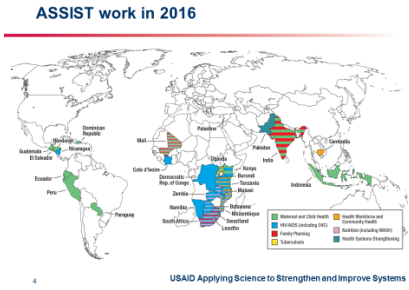 ASSIST work in 2016
Dominican
Republic
Honduras
Guatemala
Nicaragua
El Salvador
Ecuador
Peru
Paraguay
Mali
Palestine
Cote d'Ivoire
Uganda
Kenya
Democratic
Rep. of Congo
Burundi
Tanzania
Zambia
Malawi
Namibia
Botswana
Mozambique
South Africa
Swaziland
Lesotho
Pakistan
India
Cambodia
Indonesia
Maternal and Child Health
HIV/AIDS (including OVC)
Family Planning
Tuberculosis
Health Workforce and
Community Health
Nutrition (including WASH)
Health Systems Strengthening
4
USAID Applying Science to Strengthen and Improve Systems